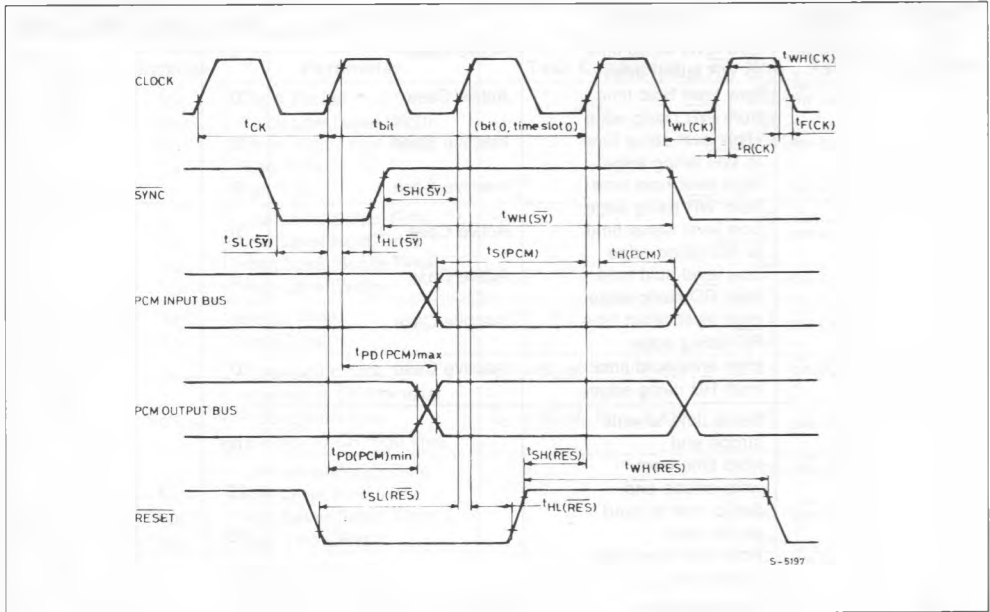 CLOCK
tWH(CK)
tCK
tbit
(bit 0, time slot 0)
tWL(CK)
tF(CK)
tR(CK)
SYNC
tSH(SY)
tWH(SY)
tSL(SY)
tHL(SY)
tS(PCM)
tH(PCM)
PCM INPUT BUS
tPD(PCM)max
PCM OUTPUT BUS
tPD(PCM)min
tSH(RES)
tWH(RES)
tSL(RES)
tHL(RES)
RESET
S-5197